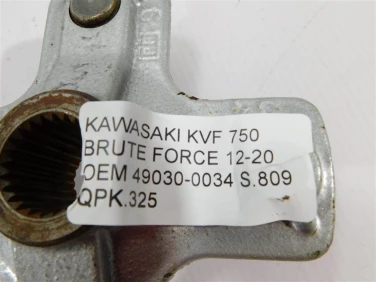 KAWASAKI KVF 750
BRUTE FORCE 12-20
OEM 49030-0034 S.809
QPK.325